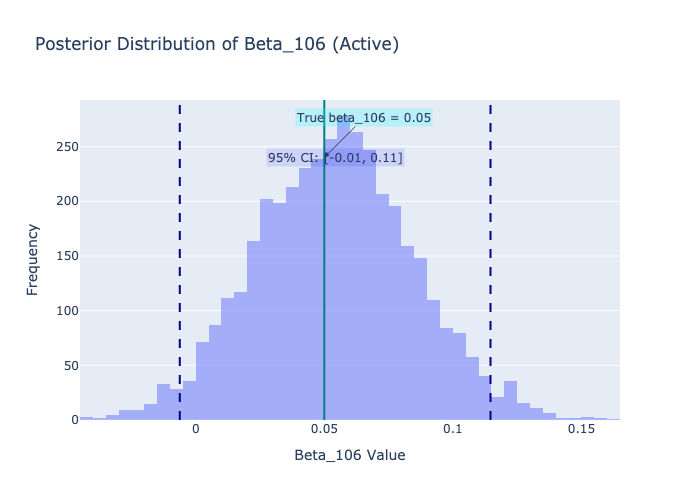 Posterior Distribution of Beta_106 (Active)
True beta_106 = 0.05
95% CI: [-0.01, 0.11]
Frequency
250
200
150
100
50
0
0 0.05 0.1 0.15
Beta_106 Value